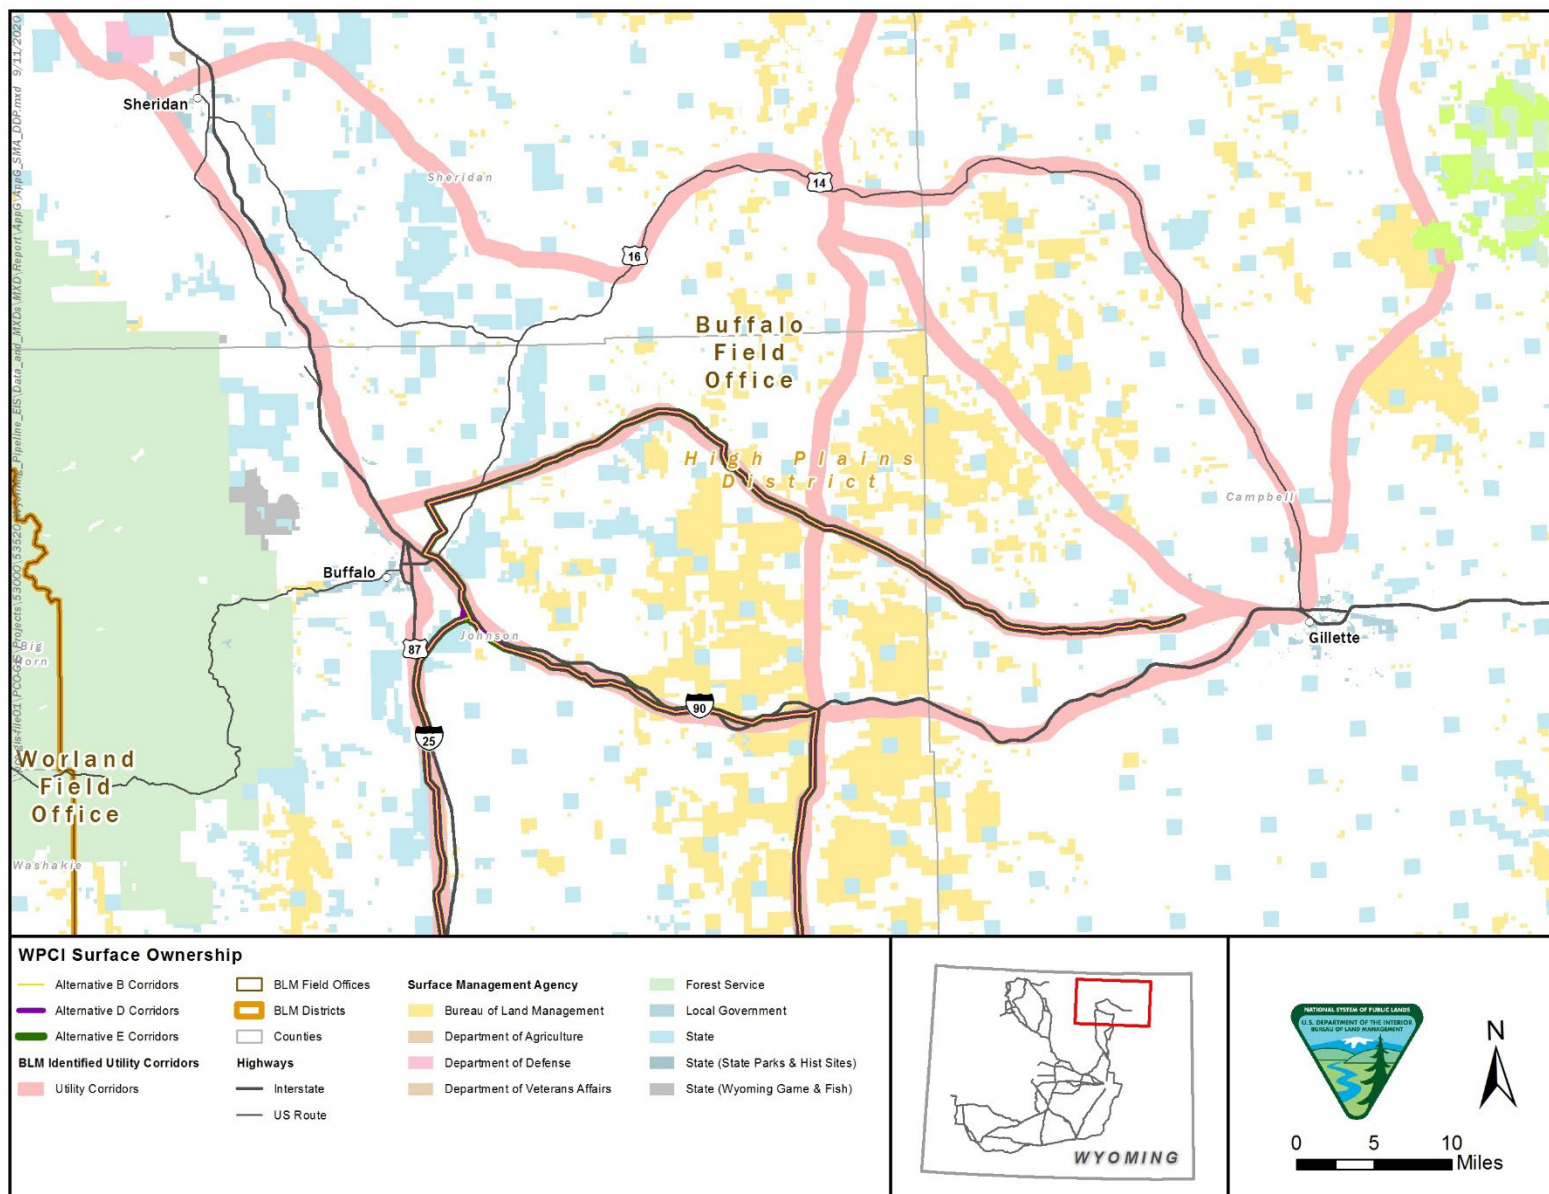 Sheridan
Sheridan
14
16
Buffalo
Field
Office
High Plains
District
Campbell
Buffalo
Johnson
87
Gillette
90
25
Big
Horn
Worland
Field
Office
Washakie
9/11/2020
WPCI Surface Ownership
Alternative B Corridors
Alternative D Corridors
Alternative E Corridors
BLM Identified Utility Corridors
Utility Corridors
BLM Field Offices
BLM Districts
Counties
Highways
Interstate
US Route
Surface Management Agency
Bureau of Land Management
Department of Agriculture
Department of Defense
Department of Veterans Affairs
Forest Service
Local Government
State
State (State Parks & Hist Sites)
State (Wyoming Game & Fish)
WYOMING
NATIONAL SYSTEM OF PUBLIC LANDS
U.S. DEPARTMENT OF THE INTERIOR
BUREAU OF LAND MANAGEMENT
N
0 5 10
Miles